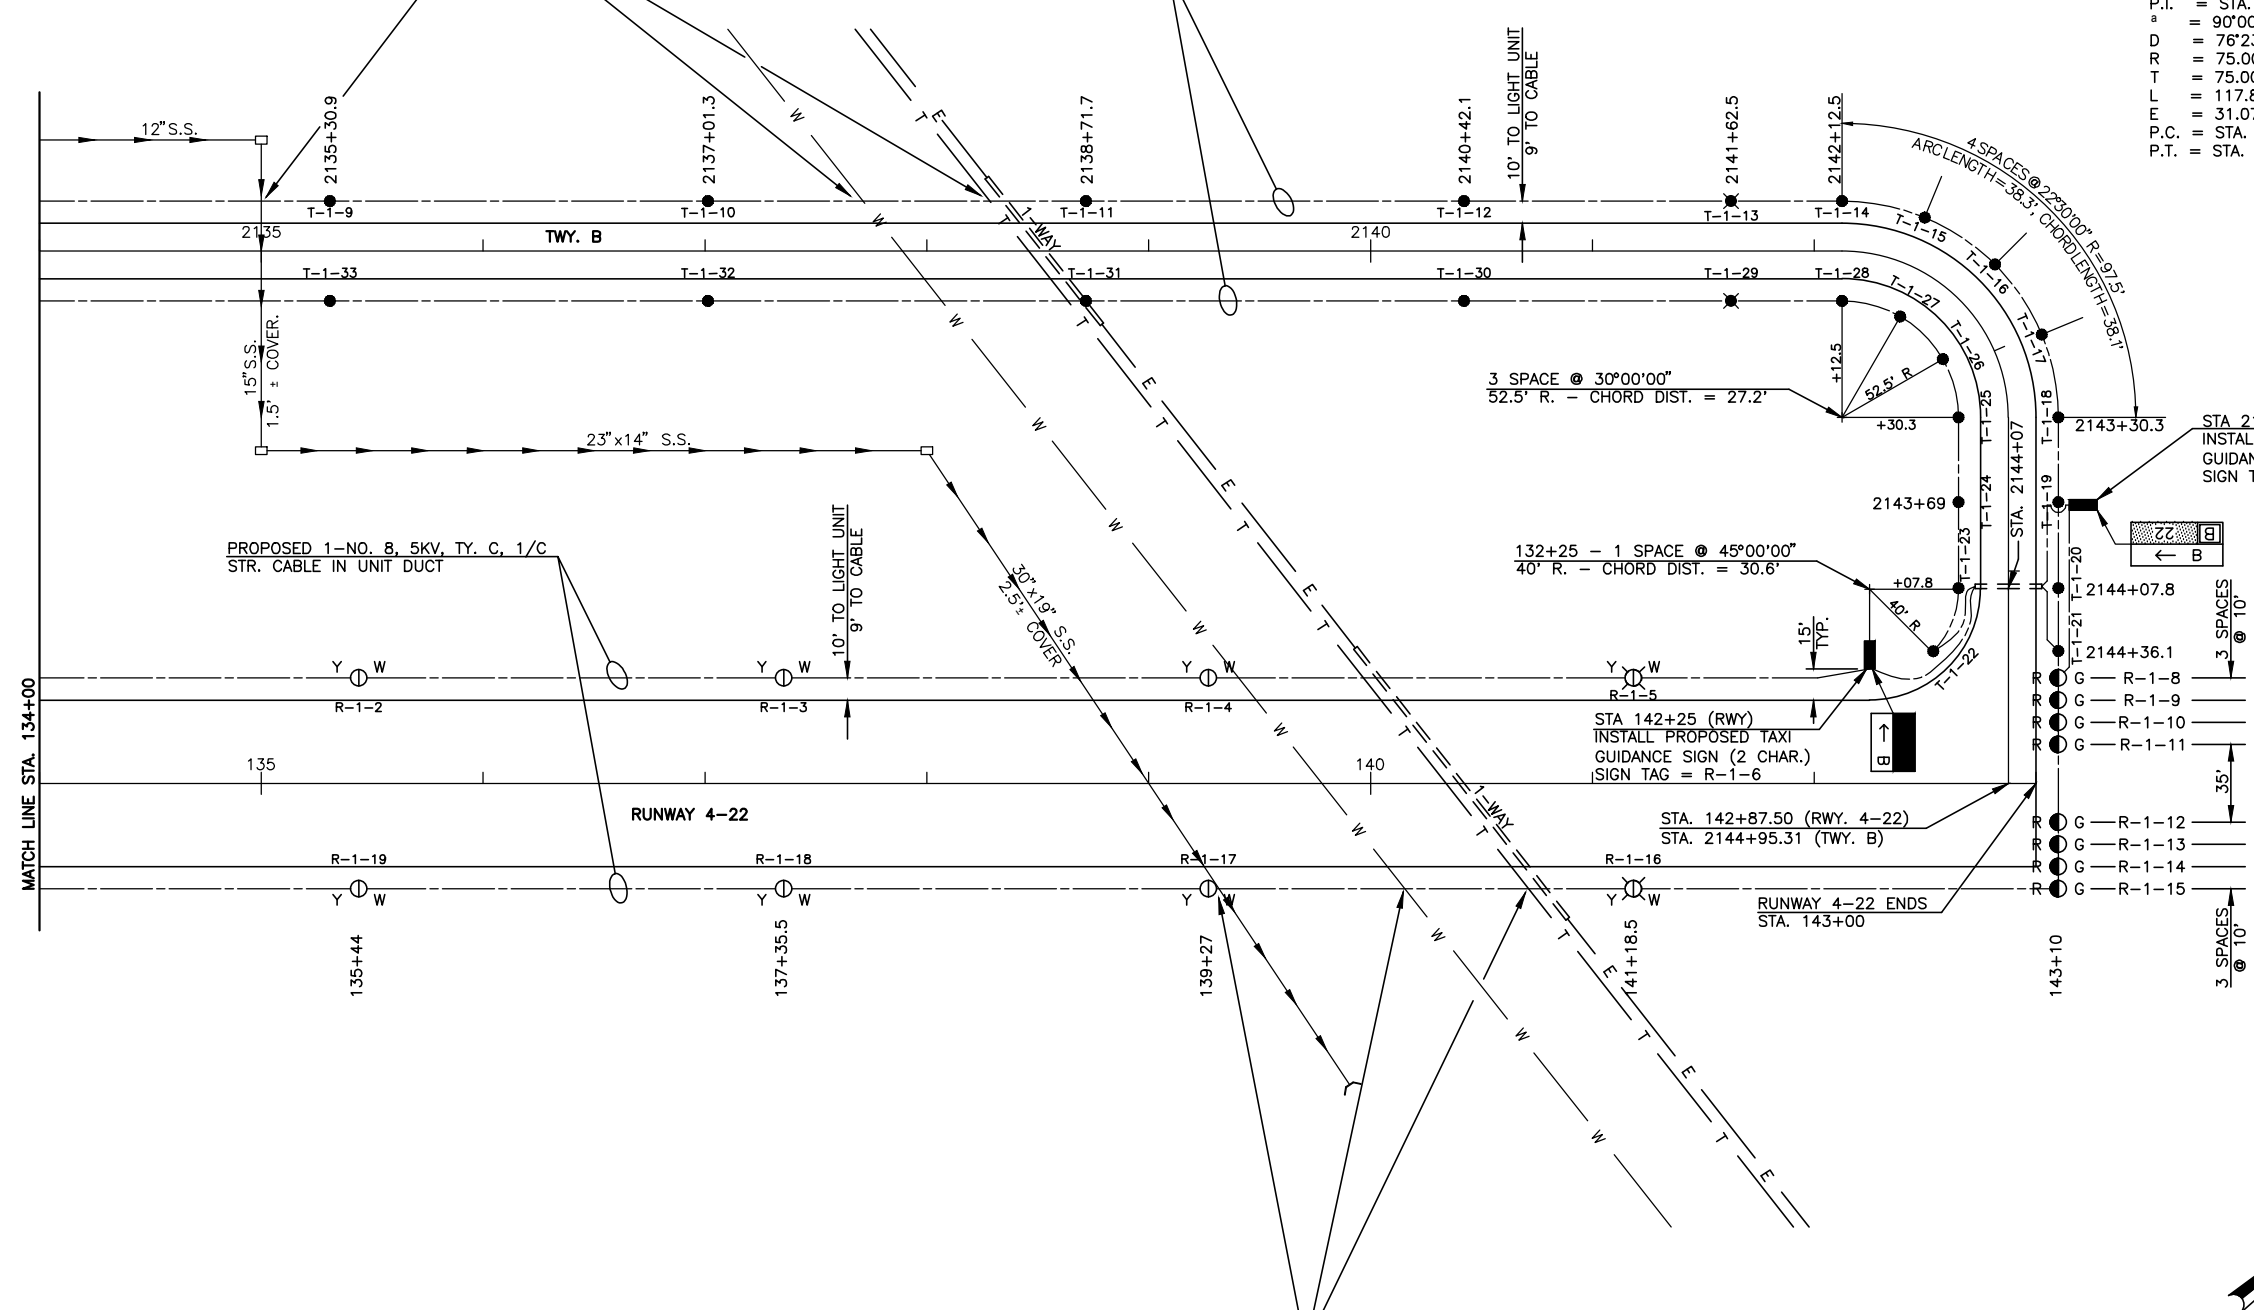 P.I. = STA.
a = 90°00
D = 76°2
R = 75.0
T = 75.0
L = 117.8
E = 31.07
P.C. = STA.
P.T. = STA.
12"S.S.
2135+30.9
2137+01.3
2138+71.7
2140+42.1
10' TO LIGHT UNIT
9' TO CABLE
2141+62.5
2142+12.5
4 SPACES @ 22°30'00" R=97.5'
ARC LENGTH=38.3', CHORD LENGTH=38.1'
T-1-9
T-1-10
T-1-11
T-1-12
T-1-13
T-1-14
T-1-15
T-1-16
T-1-17
T-1-18
T-1-19
T-1-20
T-1-21
2135
TWY. B
1-WAY
2140
T-1-33
T-1-32
T-1-31
T-1-30
T-1-29
T-1-28
T-1-27
T-1-26
T-1-25
T-1-24
T-1-23
T-1-22
W
W
W
W
W
W
W
W
W
W
W
W
E
E
E
E
E
E
E
E
T
T
T
T
T
T
T
T
T
T
T
15"S.S.
1.5' ± COVER.
23"x14" S.S.
30"x19" S.S.
2.5'± COVER
3 SPACE @ 30°00'00"
52.5' R. - CHORD DIST. = 27.2'
+12.5
52.5' R
+30.3
2143+30.3
STA. 2144+07
2143+69
STA 21
INSTAL
GUIDAN
SIGN T
22 B
← B
132+25 - 1 SPACE @ 45°00'00"
40' R. - CHORD DIST. = 30.6'
+07.8
40' R
2144+07.8
2144+36.1
3 SPACES
@ 10'
PROPOSED 1-NO. 8, 5KV, TY. C, 1/C
STR. CABLE IN UNIT DUCT
10' TO LIGHT UNIT
9' TO CABLE
15'
TYP.
Y W
Y W
Y W
Y W
R-1-2
R-1-3
R-1-4
R-1-5
R G R-1-8
R G R-1-9
R G R-1-10
R G R-1-11
35'
STA 142+25 (RWY)
INSTALL PROPOSED TAXI
GUIDANCE SIGN (2 CHAR.)
SIGN TAG = R-1-6
← B
MATCH LINE STA. 134+00
135
140
1-WAY
RUNWAY 4-22
STA. 142+87.50 (RWY. 4-22)
STA. 2144+95.31 (TWY. B)
R G R-1-12
R G R-1-13
R G R-1-14
R G R-1-15
R-1-19
R-1-18
R-1-17
R-1-16
Y W
Y W
Y W
Y W
RUNWAY 4-22 ENDS
STA. 143+00
135+44
137+35.5
139+27
141+18.5
143+10
3 SPACES
@ 10'